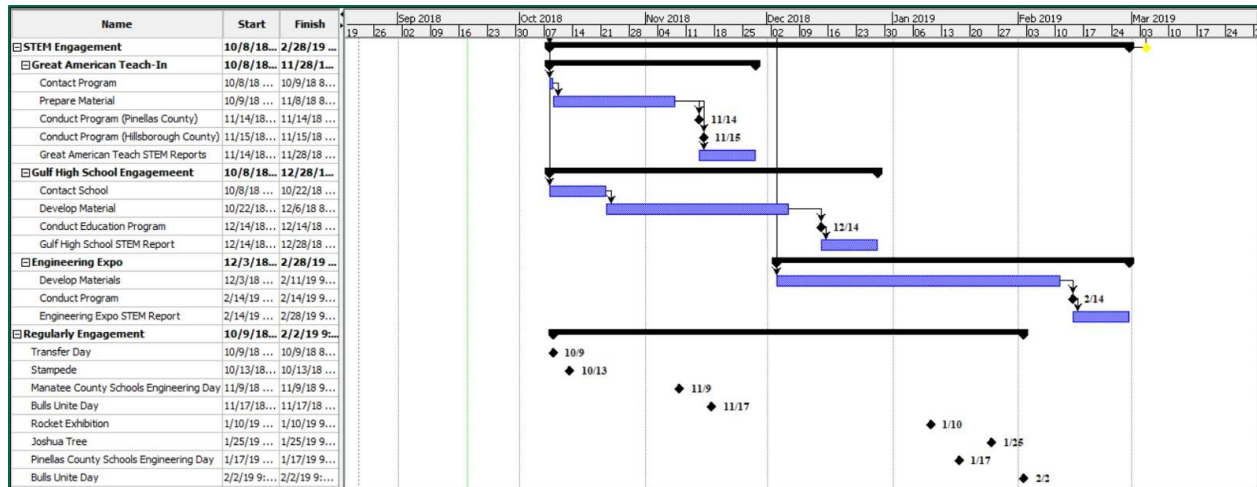 Name Start Finish Sep 2018 Oct 2018 Nov 2018 Dec 2018 Jan 2019 Feb 2019 Mar 2019
19 26 02 09 16 23 30 07 14 21 28 04 11 18 25 02 09 16 23 30 06 13 20 27 03 10 17 24 03 10 17 24
STEM Engagement 10/8/18... 2/28/19 ...
Great American Teach-In 10/8/18... 11/28/1...
Contact Program 10/8/18 ... 10/9/18 8...
Prepare Material 10/9/18 ... 11/8/18 8...
Conduct Program (Pinellas County) 11/14/18... 11/14/18 ... 11/14
Conduct Program (Hillsborough County) 11/15/18... 11/15/18 ... 11/15
Great American Teach STEM Reports 11/14/18... 11/28/18 ...
Gulf High School Engagemeent 10/8/18... 12/28/1...
Contact School 10/8/18 ... 10/22/18 ...
Develop Material 10/22/18... 12/6/18 8...
Conduct Education Program 12/14/18... 12/14/18 ... 12/14
Gulf High School STEM Report 12/14/18... 12/28/18 ...
Engineering Expo 12/3/18... 2/28/19 ...
Develop Materials 12/3/18 ... 2/11/19 9...
Conduct Program 2/14/19 ... 2/14/19 9... 2/14
Engineering Expo STEM Report 2/14/19 ... 2/28/19 9...
Regularly Engagement 10/9/18... 2/2/19 9:...
Transfer Day 10/9/18 ... 10/9/18 8... 10/9
Stampede 10/13/18... 10/13/18 ... 10/13
Manatee County Schools Engineering Day 11/9/18 ... 11/9/18 9... 11/9
Bulls Unite Day 11/17/18... 11/17/18 ... 11/17
Rocket Exhibition 1/10/19 ... 1/10/19 9... 1/10
Joshua Tree 1/25/19 ... 1/25/19 9... 1/25
Pinellas County Schools Engineering Day 1/17/19 ... 1/17/19 9... 1/17
Bulls Unite Day 2/2/19 9:... 2/2/19 9:... 2/2